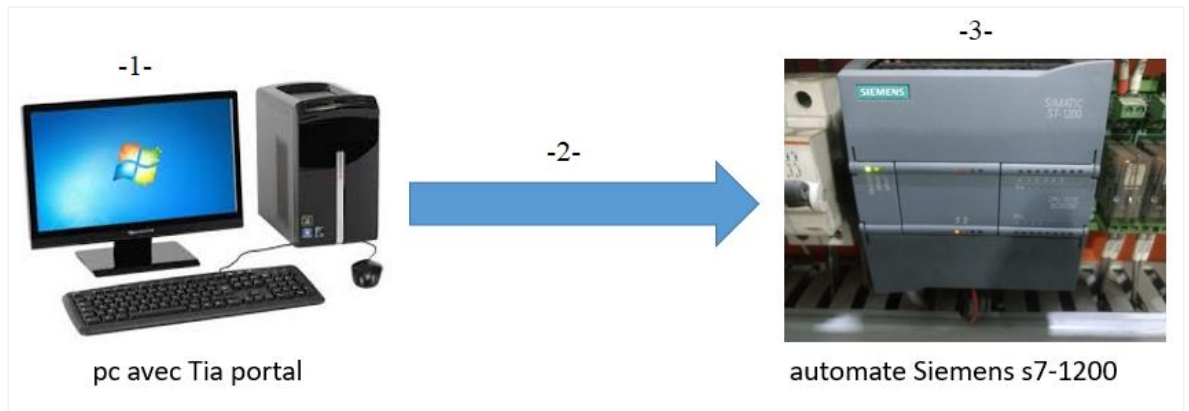 -1-
-2-
-3-
SIEMENS
SIMATIC
S7-1200
pc avec Tia portal
automate Siemens s7-1200